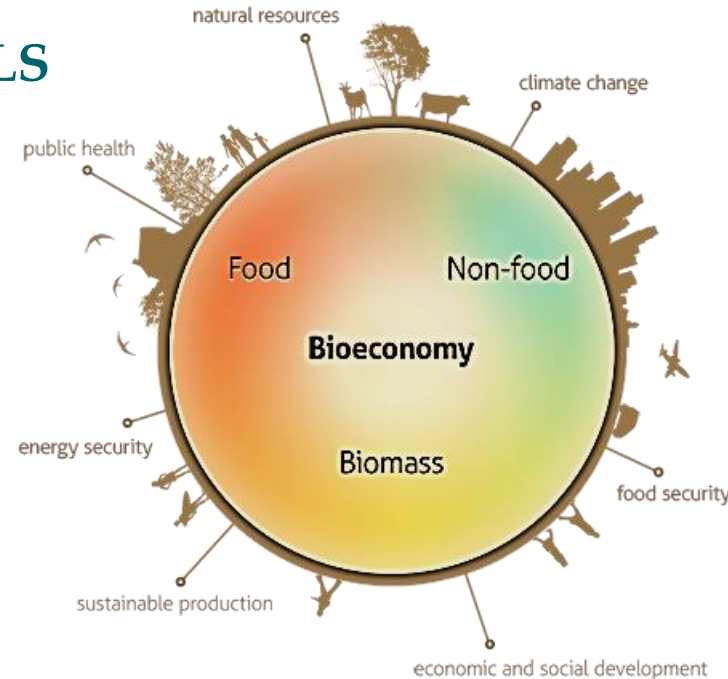 natural resources
LS
climate change
public health
Food
Non-food
Bioeconomy
energy security
Biomass
food security
sustainable production
economic and social development